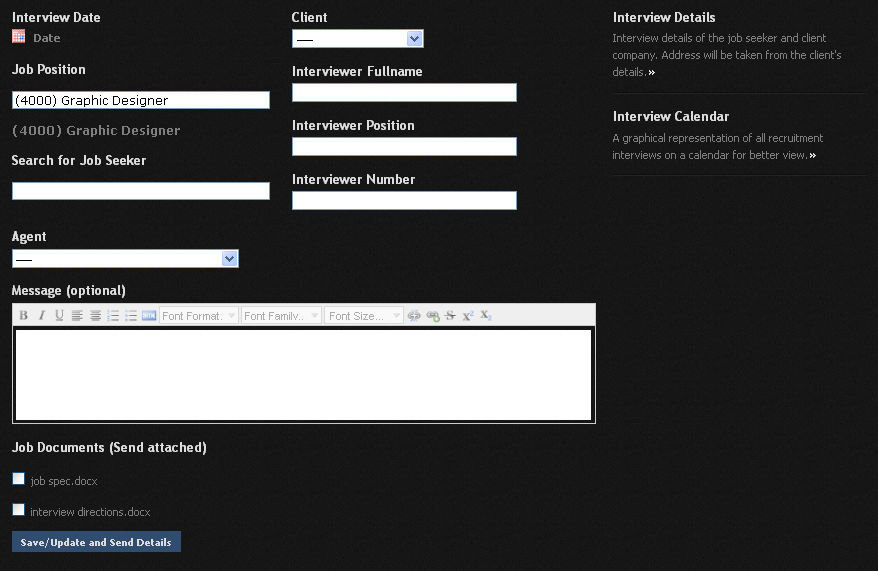 Interview Date
Date
Job Position
(4000) Graphic Designer
(4000) Graphic Designer
Search for Job Seeker
Client
----
Interviewer Fullname
Interviewer Position
Interviewer Number
Agent
----
Message (optional)
B I U Font Format. Font Family.. Font Size... S x² x₂
Job Documents (Send attached)
job spec.docx
interview directions.docx
Save/Update and Send Details
Interview Details
Interview details of the job seeker and client
company. Address will be taken from the client's
details.»
Interview Calendar
A graphical representation of all recruitment
interviews on a calendar for better view.»